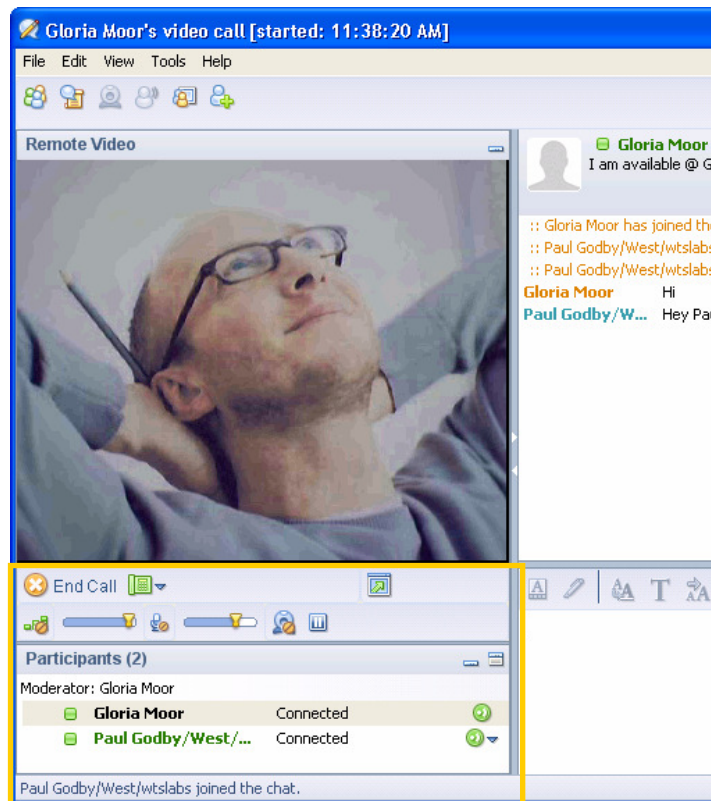 Gloria Moor's video call [started: 11:38:20 AM]
File Edit View Tools Help
Remote Video
Gloria Moor
I am available @ G
:: Gloria Moor has joined the
:: Paul Godby/West/wtslabs
:: Paul Godby/West/wtslabs
Gloria Moor Hi
Paul Godby/W... Hey Pau
End Call
Participants (2)
Moderator: Gloria Moor
Gloria Moor Connected
Paul Godby/West/... Connected
Paul Godby/West/wtslabs joined the chat.